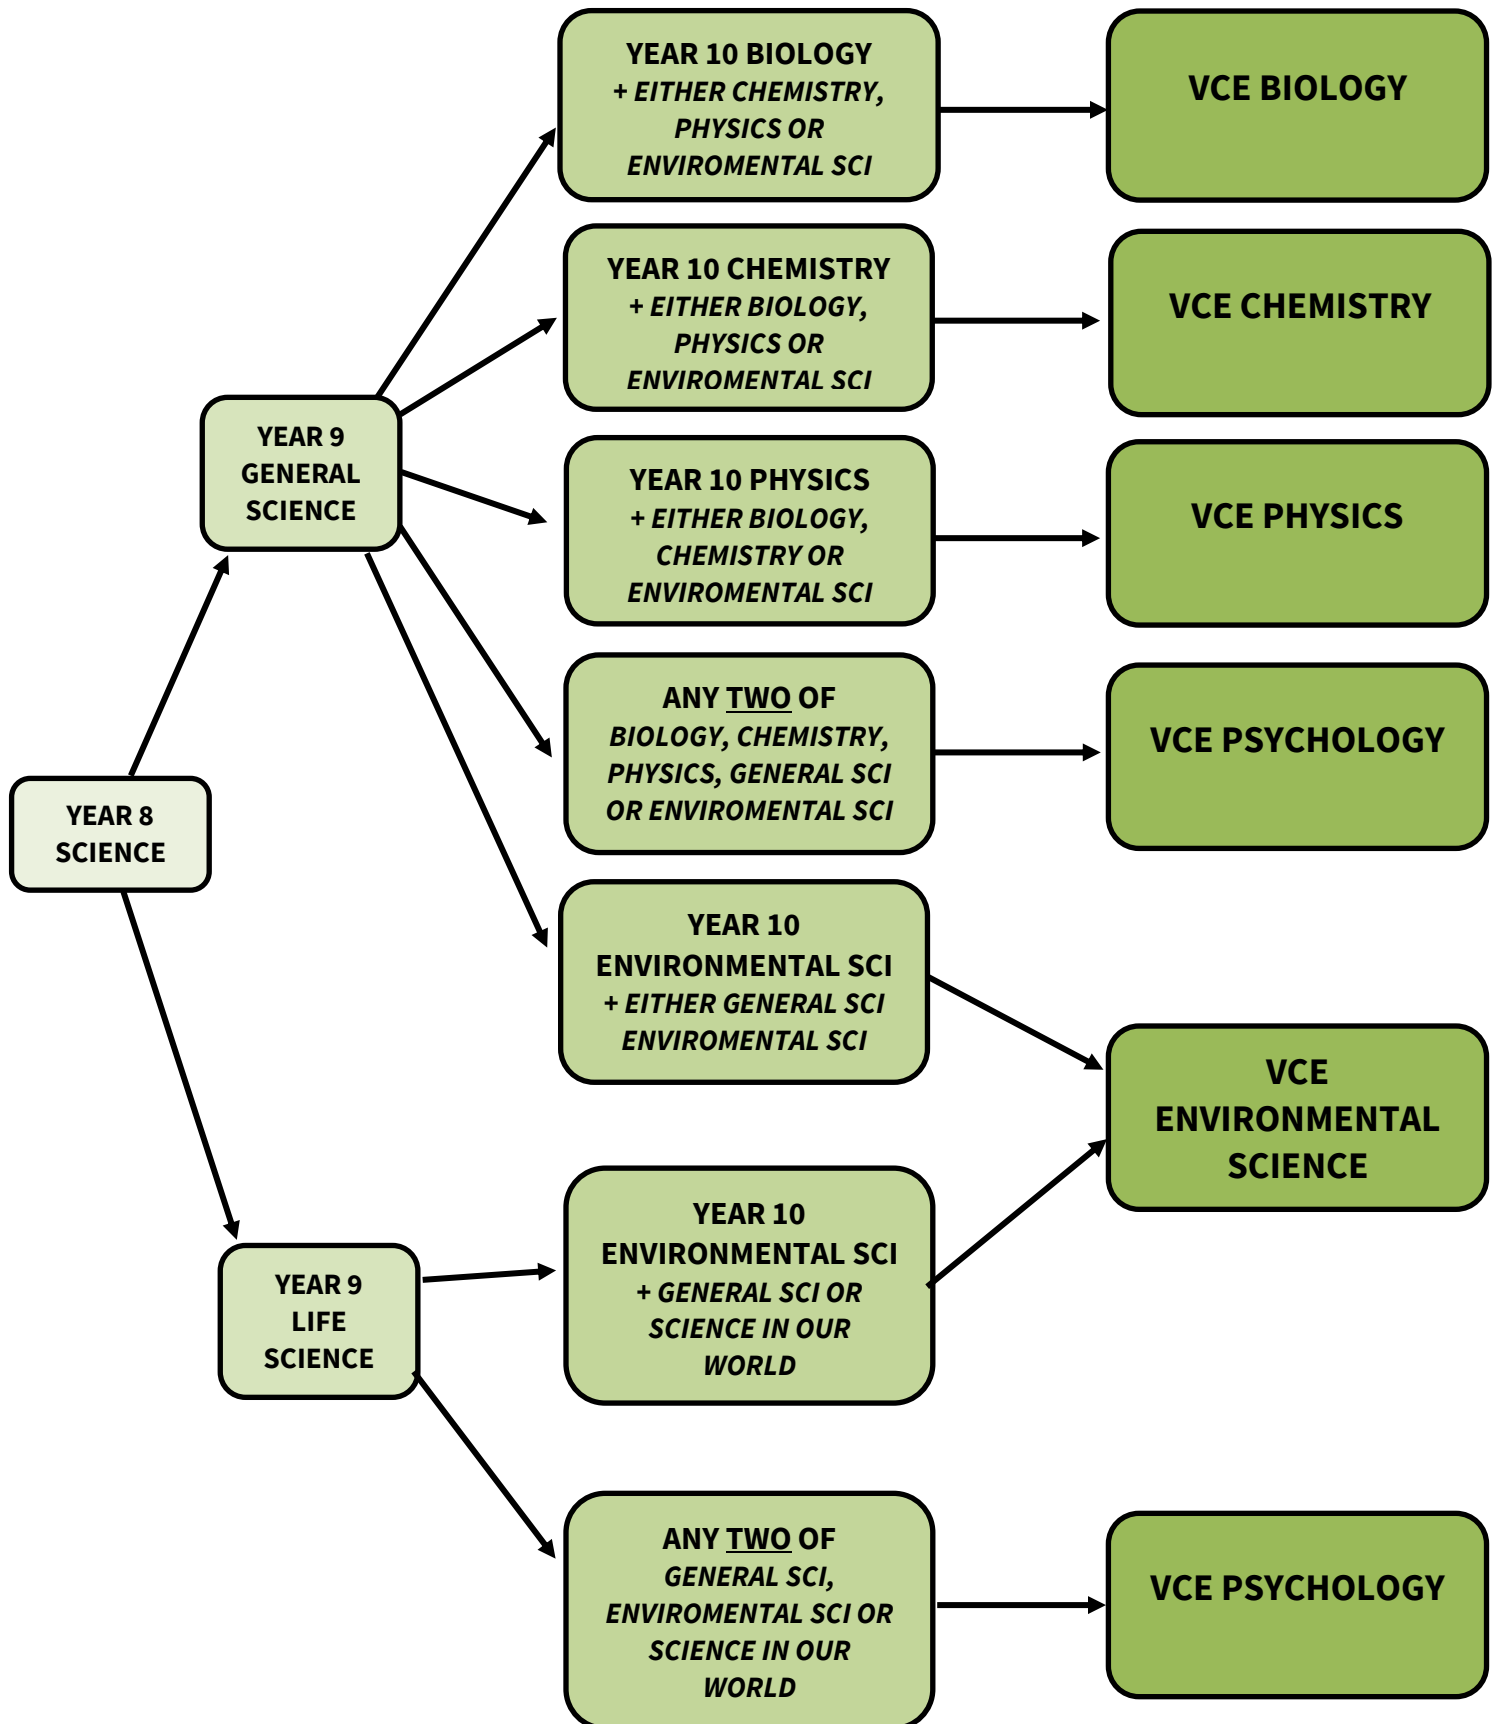 YEAR 10 BIOLOGY
+ EITHER CHEMISTRY,
PHYSICS OR
ENVIROMENTAL SCI
VCE BIOLOGY
YEAR 10 CHEMISTRY
+ EITHER BIOLOGY,
PHYSICS OR
ENVIROMENTAL SCI
VCE CHEMISTRY
YEAR 9
GENERAL
SCIENCE
YEAR 10 PHYSICS
+ EITHER BIOLOGY,
CHEMISTRY OR
ENVIROMENTAL SCI
VCE PHYSICS
ANY TWO OF
BIOLOGY, CHEMISTRY,
PHYSICS, GENERAL SCI
OR ENVIROMENTAL SCI
VCE PSYCHOLOGY
YEAR 8
SCIENCE
YEAR 10
ENVIRONMENTAL SCI
+ EITHER GENERAL SCI
ENVIROMENTAL SCI
VCE
ENVIRONMENTAL
SCIENCE
YEAR 9
LIFE
SCIENCE
YEAR 10
ENVIRONMENTAL SCI
+ GENERAL SCI OR
SCIENCE IN OUR
WORLD
ANY TWO OF
GENERAL SCI,
ENVIROMENTAL SCI OR
SCIENCE IN OUR
WORLD
VCE PSYCHOLOGY